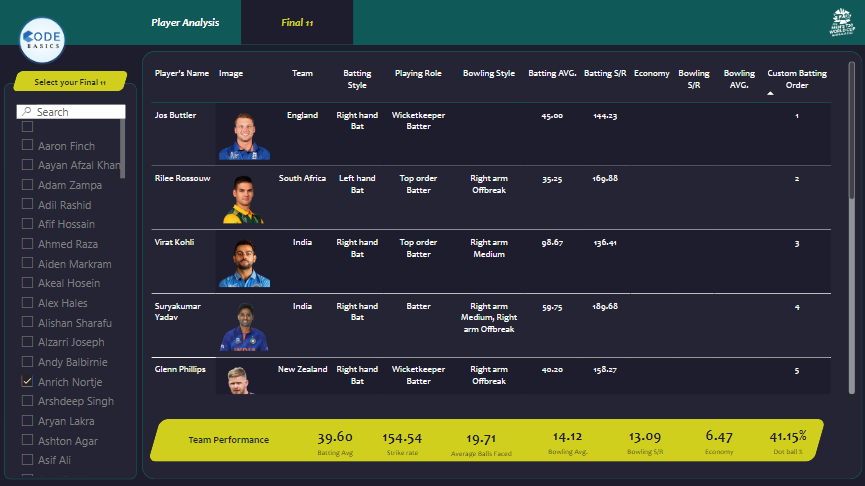 Player Analysis
Final 11
CODE
BASICS
MEN'S T20
WORLD CUP
Select your Final 11
Search
Aaron Finch
Aayan Afzal Khan
Adam Zampa
Adil Rashid
Afif Hossain
Ahmed Raza
Aiden Markram
Akeal Hosein
Alex Hales
Alishan Sharafu
Alzarri Joseph
Andy Balbirnie
Anrich Nortje
Arshdeep Singh
Aryan Lakra
Ashton Agar
Asif Ali
Player's Name Image Team Batting Style Playing Role Bowling Style Batting AVG. Batting S/R Economy Bowling S/R Bowling AVG. Custom Batting Order
Jos Buttler England Right hand Bat Wicketkeeper Batter 45.00 144.23 1
Rilee Rossouw South Africa Left hand Bat Top order Batter Right arm Offbreak 35.25 169.88 2
Virat Kohli India Right hand Bat Top order Batter Right arm Medium 98.67 136.41 3
Suryakumar Yadav India Right hand Bat Batter Right arm Medium, Right arm Offbreak 59.75 189.68 4
Glenn Phillips New Zealand Right hand Bat Wicketkeeper Batter Right arm Offbreak 40.20 158.27 5
Team Performance
39.60 154.54 19.71 14.12 13.09 6.47 41.15%
Batting Avg Strike rate Average Balls Faced Bowling Avg. Bowling S/R Economy Dot ball %